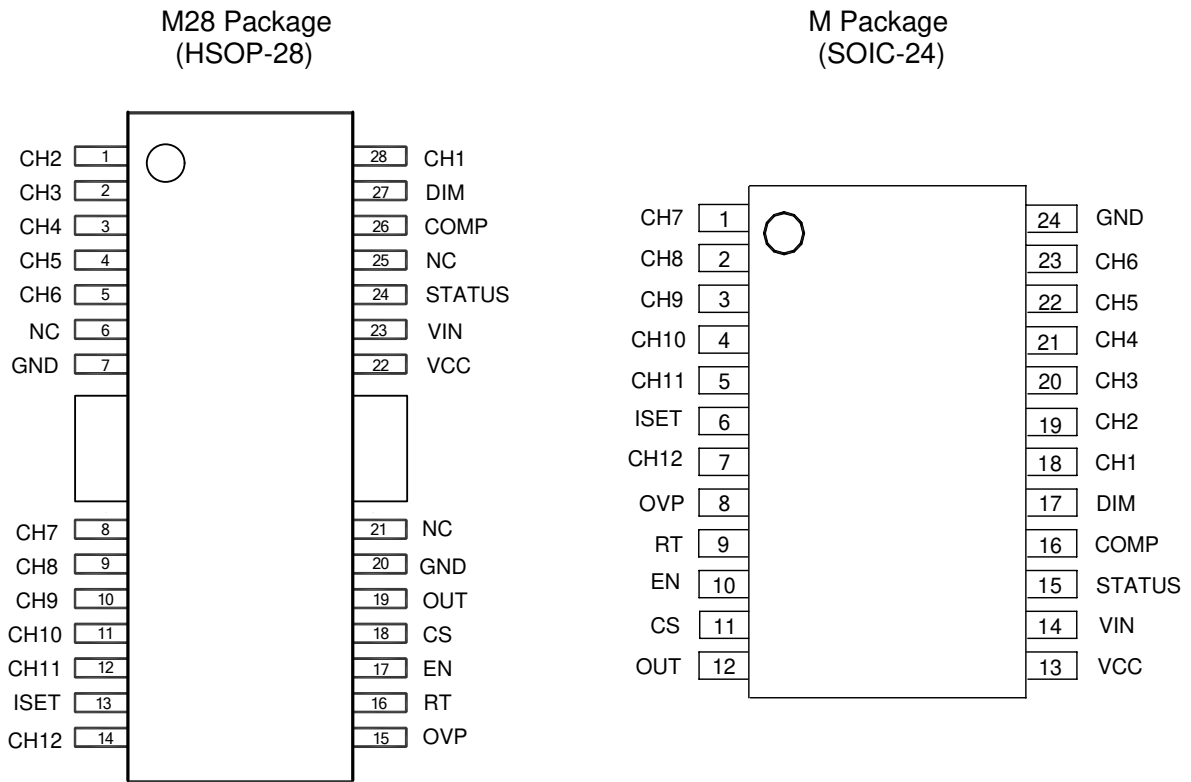 M28 Package
(HSOP-28)
CH2 1
CH3 2
CH4 3
CH5 4
CH6 5
NC 6
GND 7
CH7 8
CH8 9
CH9 10
CH10 11
CH11 12
ISET 13
CH12 14
28 CH1
27 DIM
26 COMP
25 NC
24 STATUS
23 VIN
22 VCC
21 NC
20 GND
19 OUT
18 CS
17 EN
16 RT
15 OVP
M Package
(SOIC-24)
CH7 1
CH8 2
CH9 3
CH10 4
CH11 5
ISET 6
CH12 7
OVP 8
RT 9
EN 10
CS 11
OUT 12
24 GND
23 CH6
22 CH5
21 CH4
20 CH3
19 CH2
18 CH1
17 DIM
16 COMP
15 STATUS
14 VIN
13 VCC